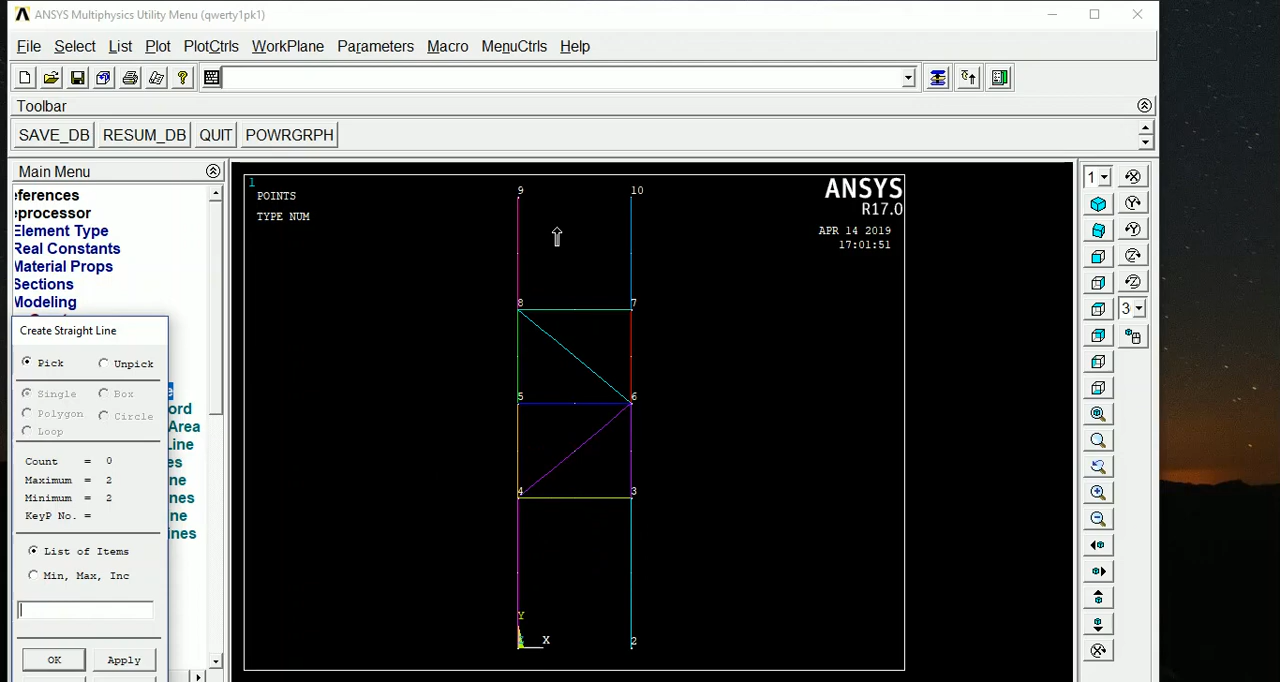 ANSYS Multiphysics Utility Menu (qwerty1pk1)
File Select List Plot PlotCtrls WorkPlane Parameters Macro MenuCtrls Help
Toolbar
SAVE_DB RESUM_DB QUIT POWRGRPH
Main Menu
eferences
eprocessor
Element Type
Real Constants
Material Props
Sections
Modeling
Create Straight Line
Pick Unpick
Single Box
Polygon Circle
Loop
Count = 0
Maximum = 2
Minimum = 2
KeyP No. =
List of Items
Min, Max, Inc
OK Apply
e
ord
Area
Line
es
ine
nes
ne
ines
1
POINTS
TYPE NUM
ANSYS
R17.0
APR 14 2019
17:01:51
9 10
8 7
5 6
4 3
Y
X
2
1
3